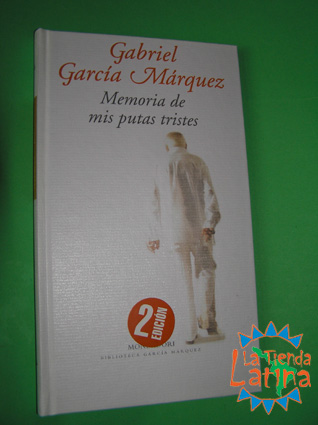 Gabriel
García Márquez
Memoria de
mis putas tristes
2ª
EDICIÓN
BIBLIOTECA GARCÍA MÁRQUEZ
La Tienda
Latina